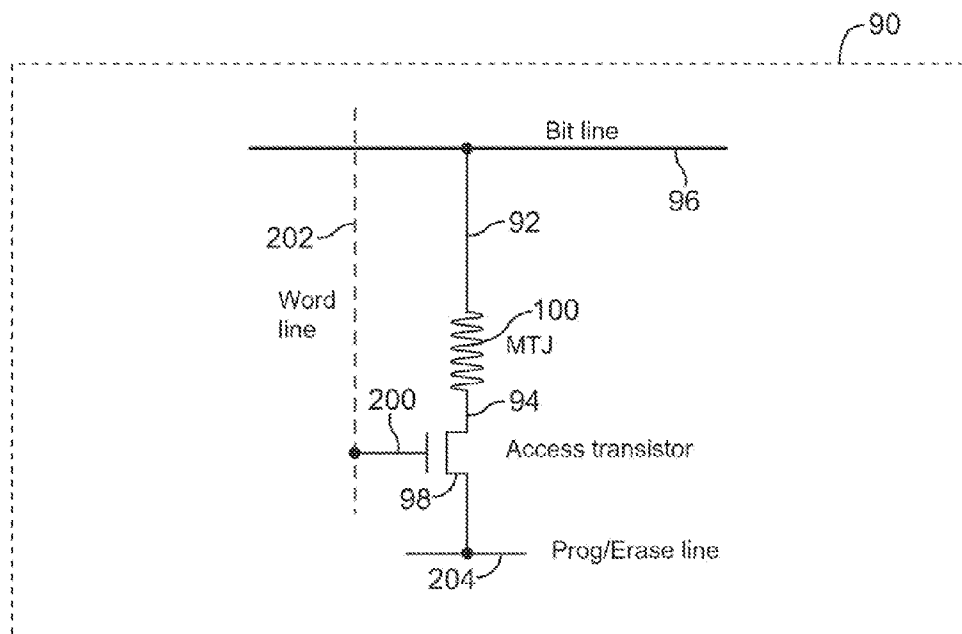 90
Bit line
96
92
202
Word
line
100
MTJ
94
200
Access transistor
98
Prog/Erase line
204